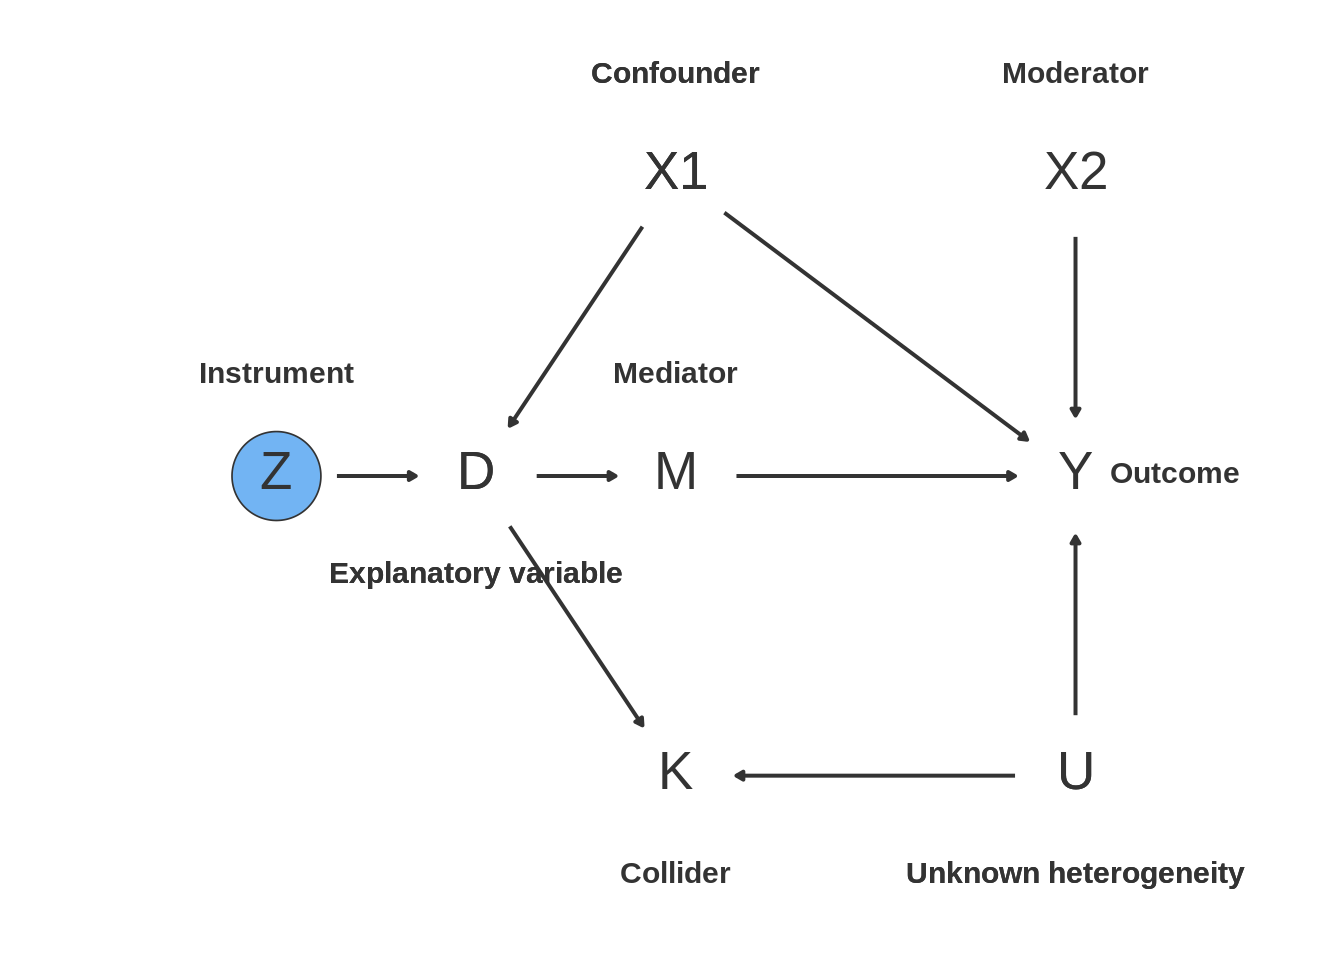 Confounder
Moderator
X1
X2
Instrument
Mediator
Z
D
M
Y
Outcome
Explanatory variable
K
U
Collider
Unknown heterogeneity